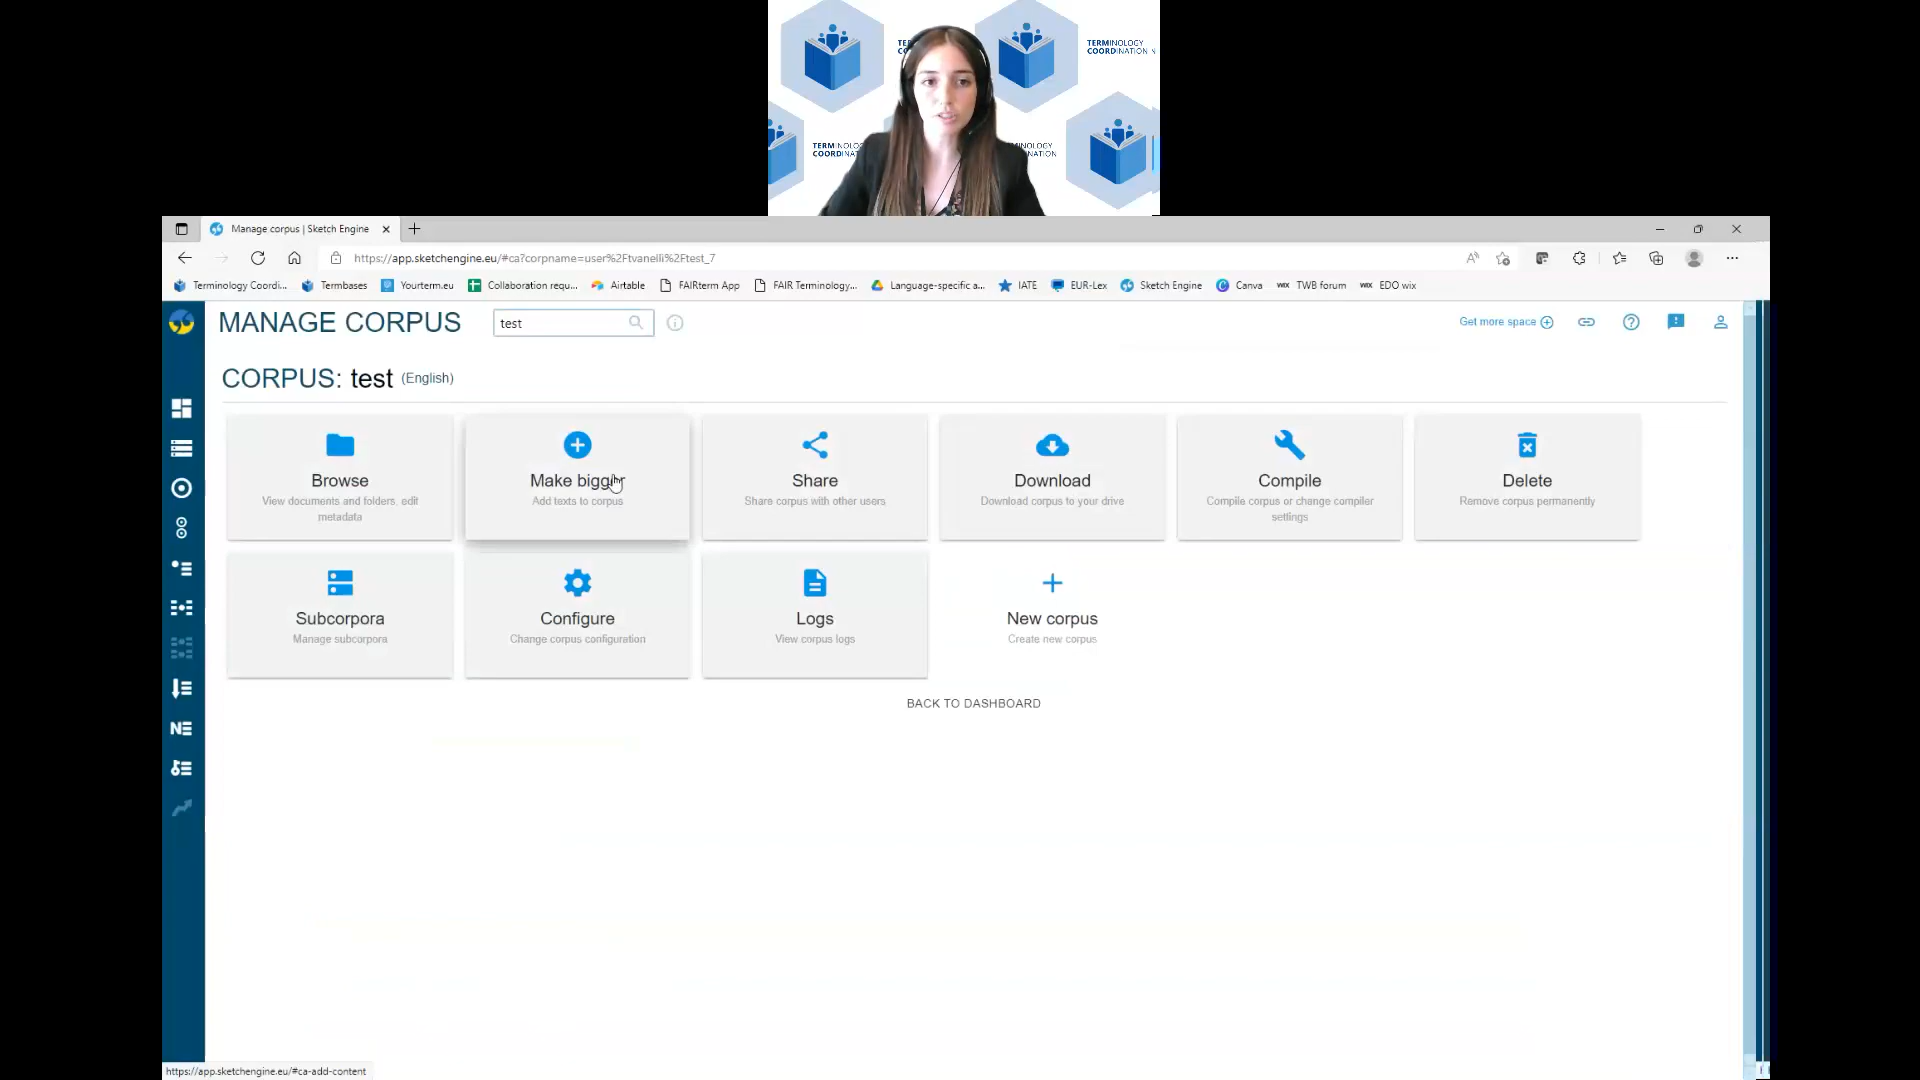 TERMINOLOGY
COORDINATION
Manage corpus | Sketch Engine
https://app.sketchengine.eu/#ca?corpname=user%2Ftvanelli%2Ftest_7
Terminology Coordi... Termbases Yourterm.eu Collaboration requ... Airtable FAIRterm App FAIR Terminology... Language-specific a... IATE EUR-Lex Sketch Engine Canva WIX TWB forum WIX EDO wix
MANAGE CORPUS test Get more space
CORPUS: test (English)
Browse
View documents and folders, edit
metadata
Make bigger
Add texts to corpus
Share
Share corpus with other users
Download
Download corpus to your drive
Compile
Compile corpus or change compiler
settings
Delete
Remove corpus permanently
Subcorpora
Manage subcorpora
Configure
Change corpus configuration
Logs
View corpus logs
New corpus
Create new corpus
BACK TO DASHBOARD
https://app.sketchengine.eu/#ca-add-content